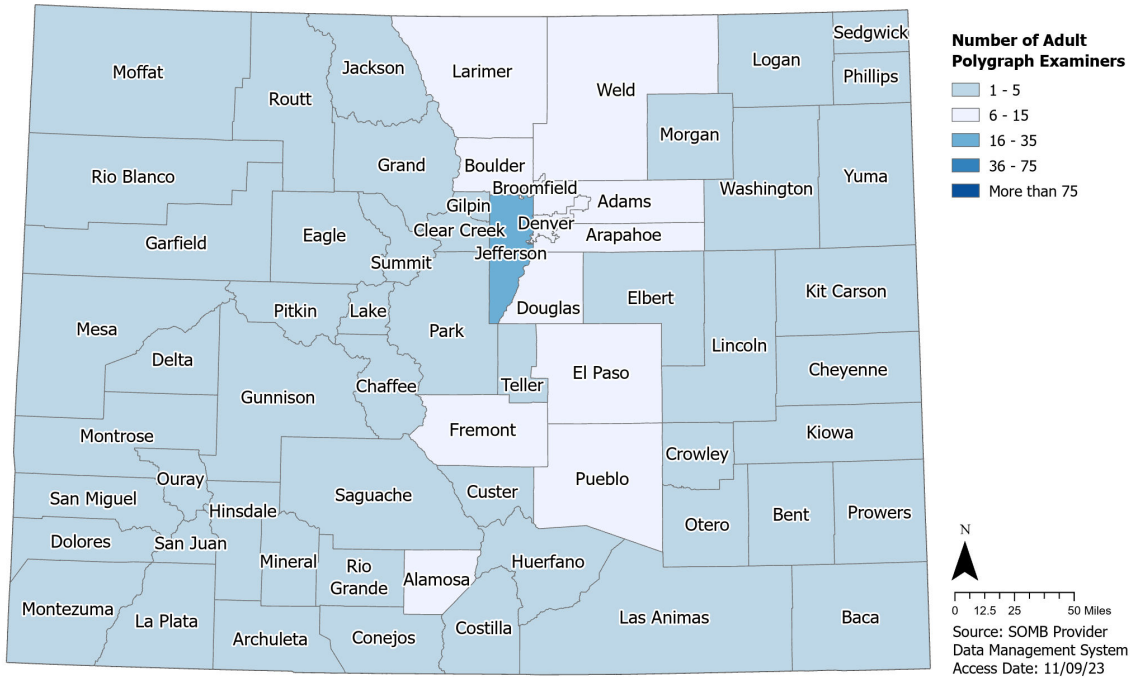 Number of Adult
Polygraph Examiners
1 - 5
6 - 15
16 - 35
36 - 75
More than 75
Moffat
Routt
Jackson
Larimer
Weld
Logan
Sedgwick
Phillips
Morgan
Rio Blanco
Grand
Boulder
Broomfield
Washington
Yuma
Gilpin
Adams
Clear Creek
Denver
Garfield
Eagle
Arapahoe
Summit
Jefferson
Mesa
Pitkin
Lake
Park
Douglas
Elbert
Kit Carson
Lincoln
Delta
Gunnison
Chaffee
Teller
El Paso
Cheyenne
Montrose
Fremont
Kiowa
Ouray
Crowley
San Miguel
Saguache
Custer
Pueblo
Hinsdale
Otero
Bent
Prowers
Dolores
San Juan
Mineral
Rio
Grande
Alamosa
Huerfano
Montezuma
La Plata
Archuleta
Conejos
Costilla
Las Animas
Baca
N
0 12.5 25 50 Miles
Source: SOMB Provider
Data Management System
Access Date: 11/09/23